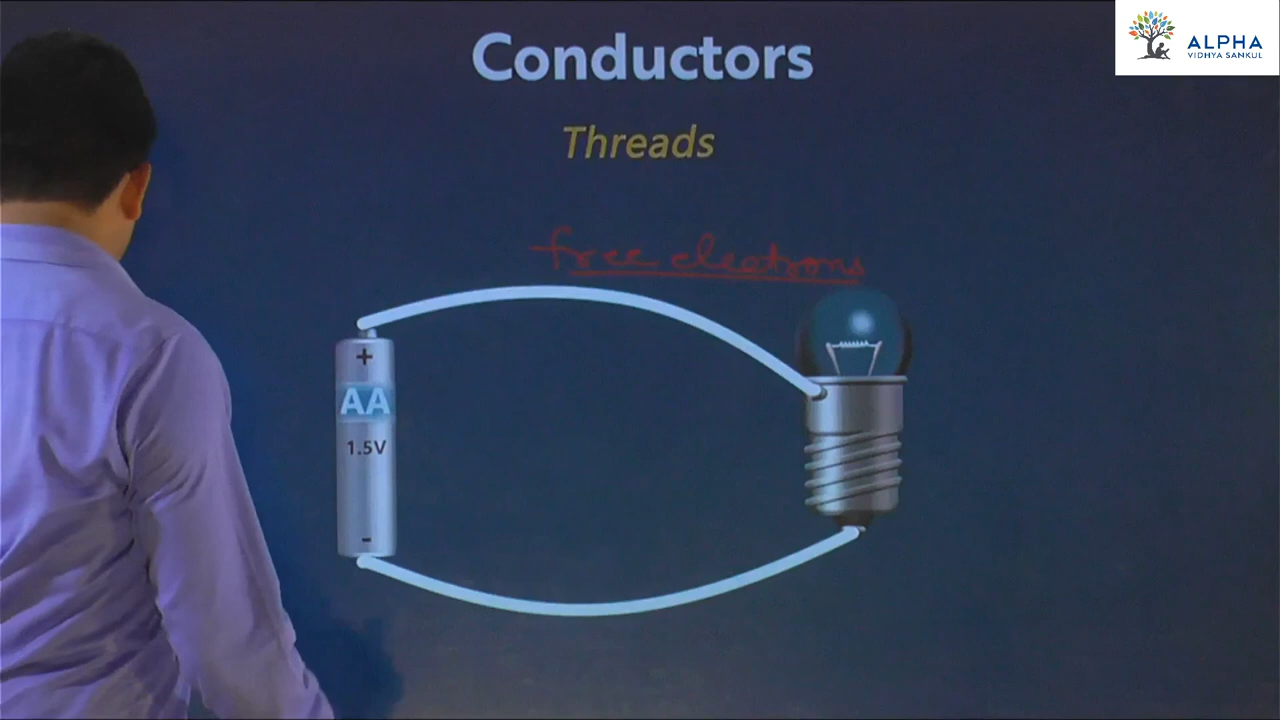 ALPHA
VIDHYA SANKUL
Conductors
Threads
free electrons
+
AA
1.5V
-